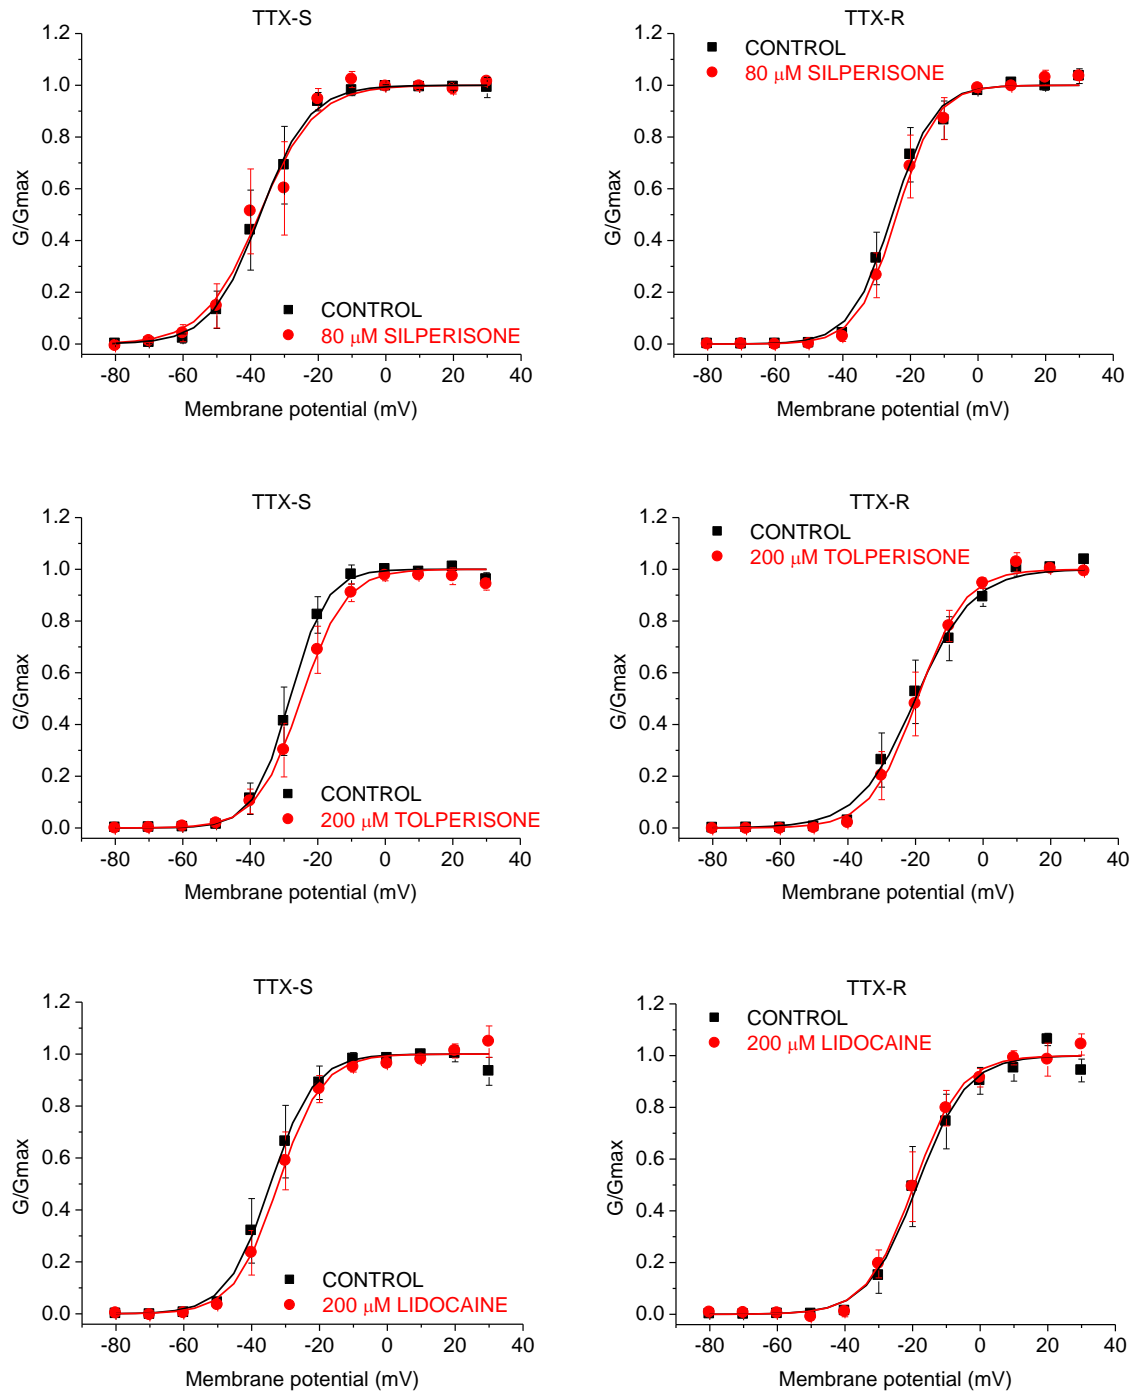 TTX-S
1.2
1.0
0.8
0.6
0.4
0.2
0.0
G/Gmax
CONTROL
80 μM SILPERISONE
-80 -60 -40 -20 0 20 40
Membrane potential (mV)
TTX-R
1.2
1.0
0.8
0.6
0.4
0.2
0.0
G/Gmax
CONTROL
80 μM SILPERISONE
-80 -60 -40 -20 0 20 40
Membrane potential (mV)
TTX-S
1.2
1.0
0.8
0.6
0.4
0.2
0.0
G/Gmax
CONTROL
200 μM TOLPERISONE
-80 -60 -40 -20 0 20 40
Membrane potential (mV)
TTX-R
1.2
1.0
0.8
0.6
0.4
0.2
0.0
G/Gmax
CONTROL
200 μM TOLPERISONE
-80 -60 -40 -20 0 20 40
Membrane potential (mV)
TTX-S
1.2
1.0
0.8
0.6
0.4
0.2
0.0
G/Gmax
CONTROL
200 μM LIDOCAINE
-80 -60 -40 -20 0 20 40
Membrane potential (mV)
TTX-R
1.2
1.0
0.8
0.6
0.4
0.2
0.0
G/Gmax
CONTROL
200 μM LIDOCAINE
-80 -60 -40 -20 0 20 40
Membrane potential (mV)